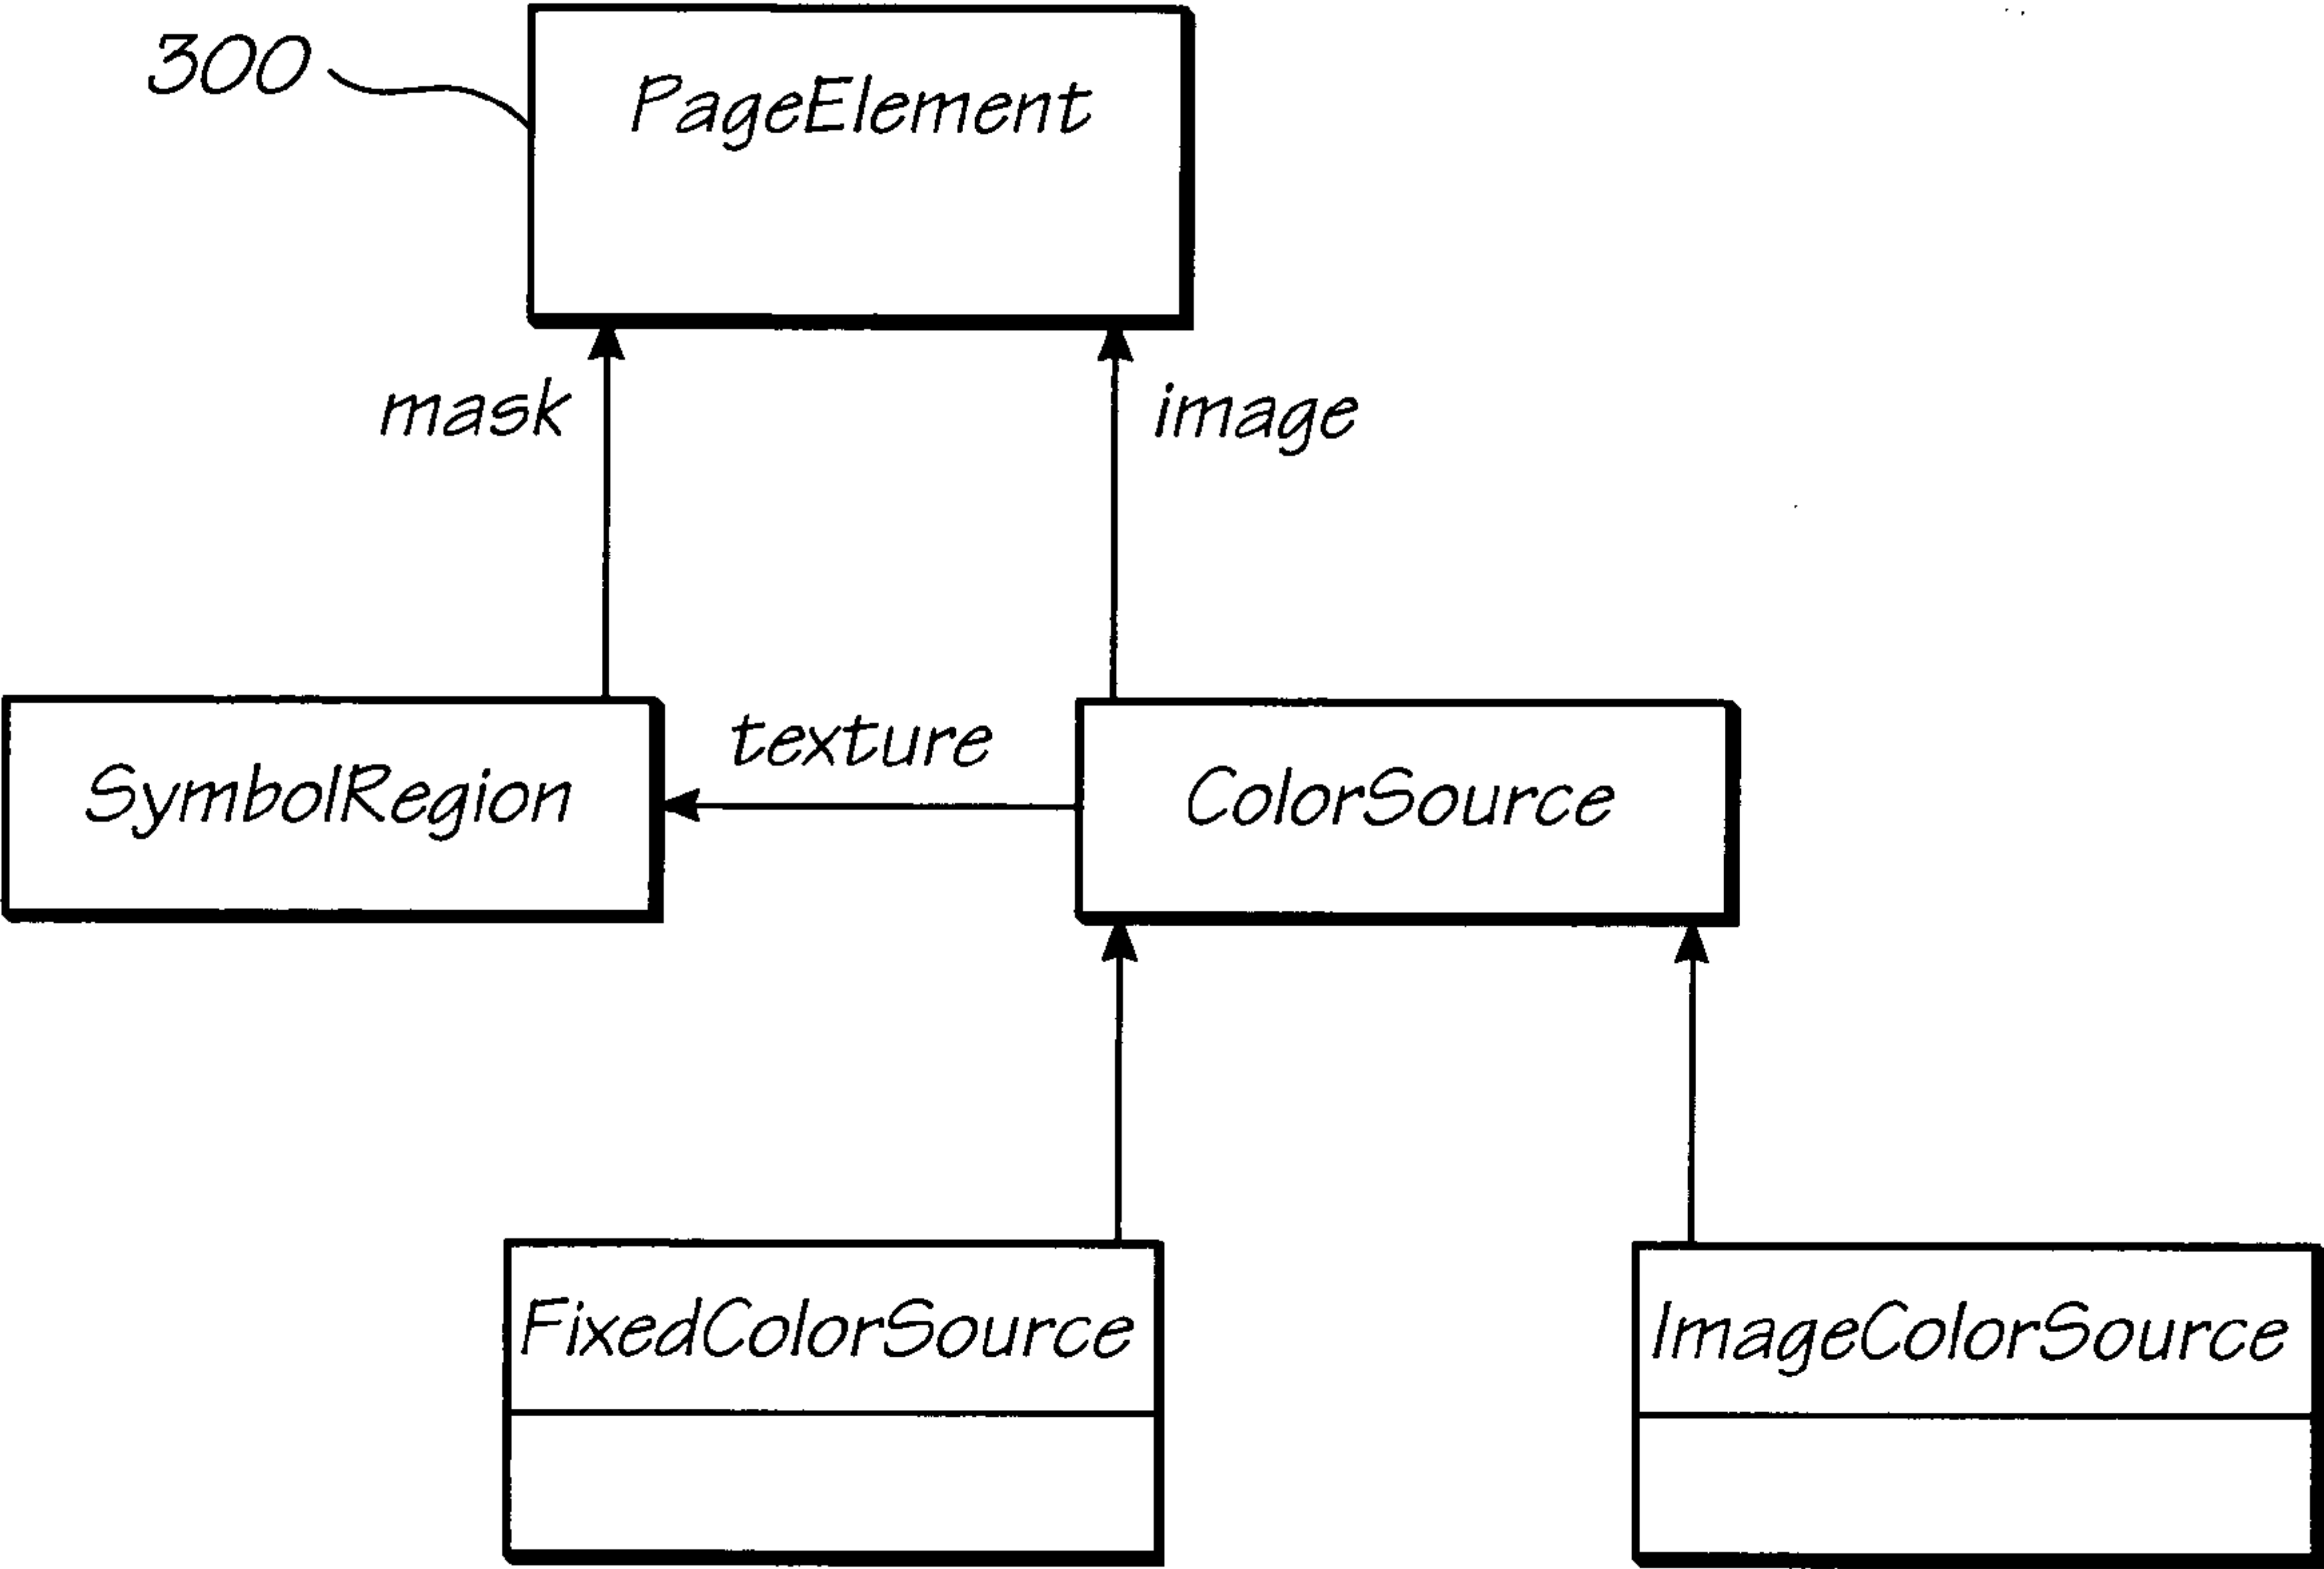 300
PageElement
mask
image
texture
SymbolRegion
ColorSource
FixedColorSource
ImageColorSource